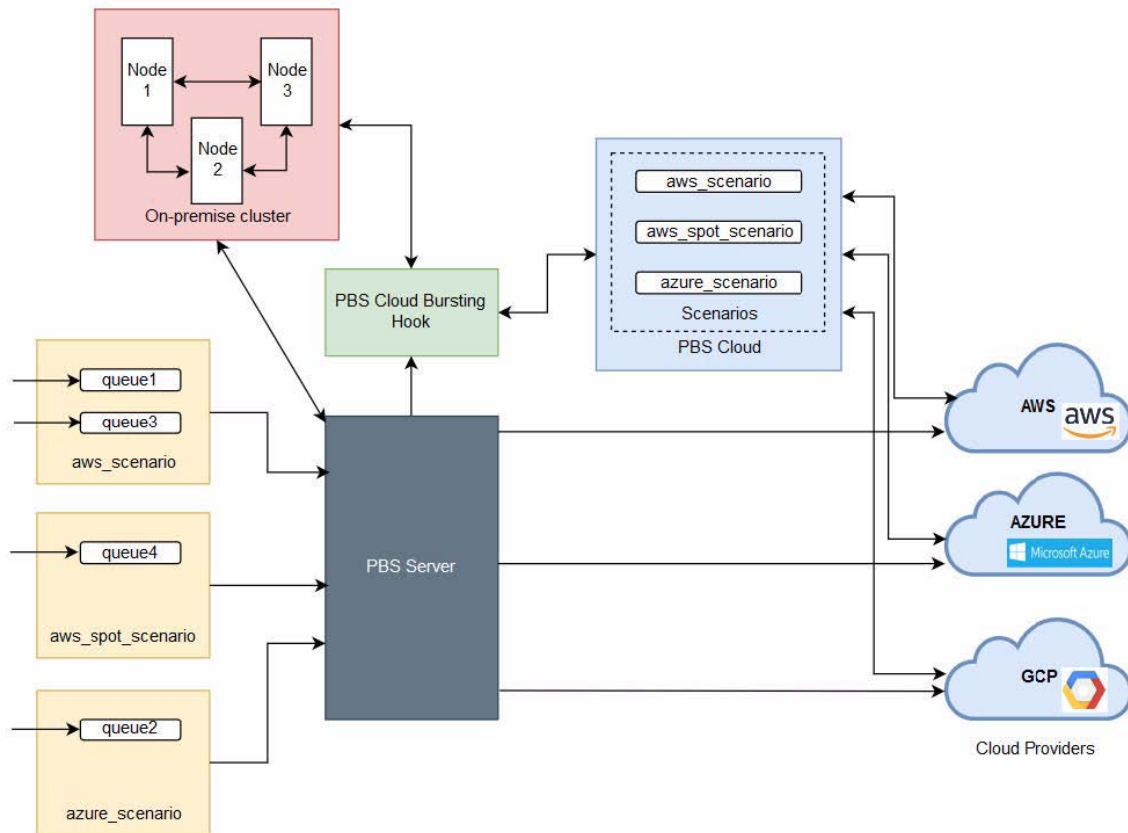 Node
1
Node
3
Node
2
On-premise cluster
PBS Cloud Bursting
Hook
aws_scenario
aws_spot_scenario
azure_scenario
Scenarios
PBS Cloud
queue1
queue3
aws_scenario
queue4
aws_spot_scenario
queue2
azure_scenario
PBS Server
AWS
aws
AZURE
Microsoft Azure
GCP
Cloud Providers